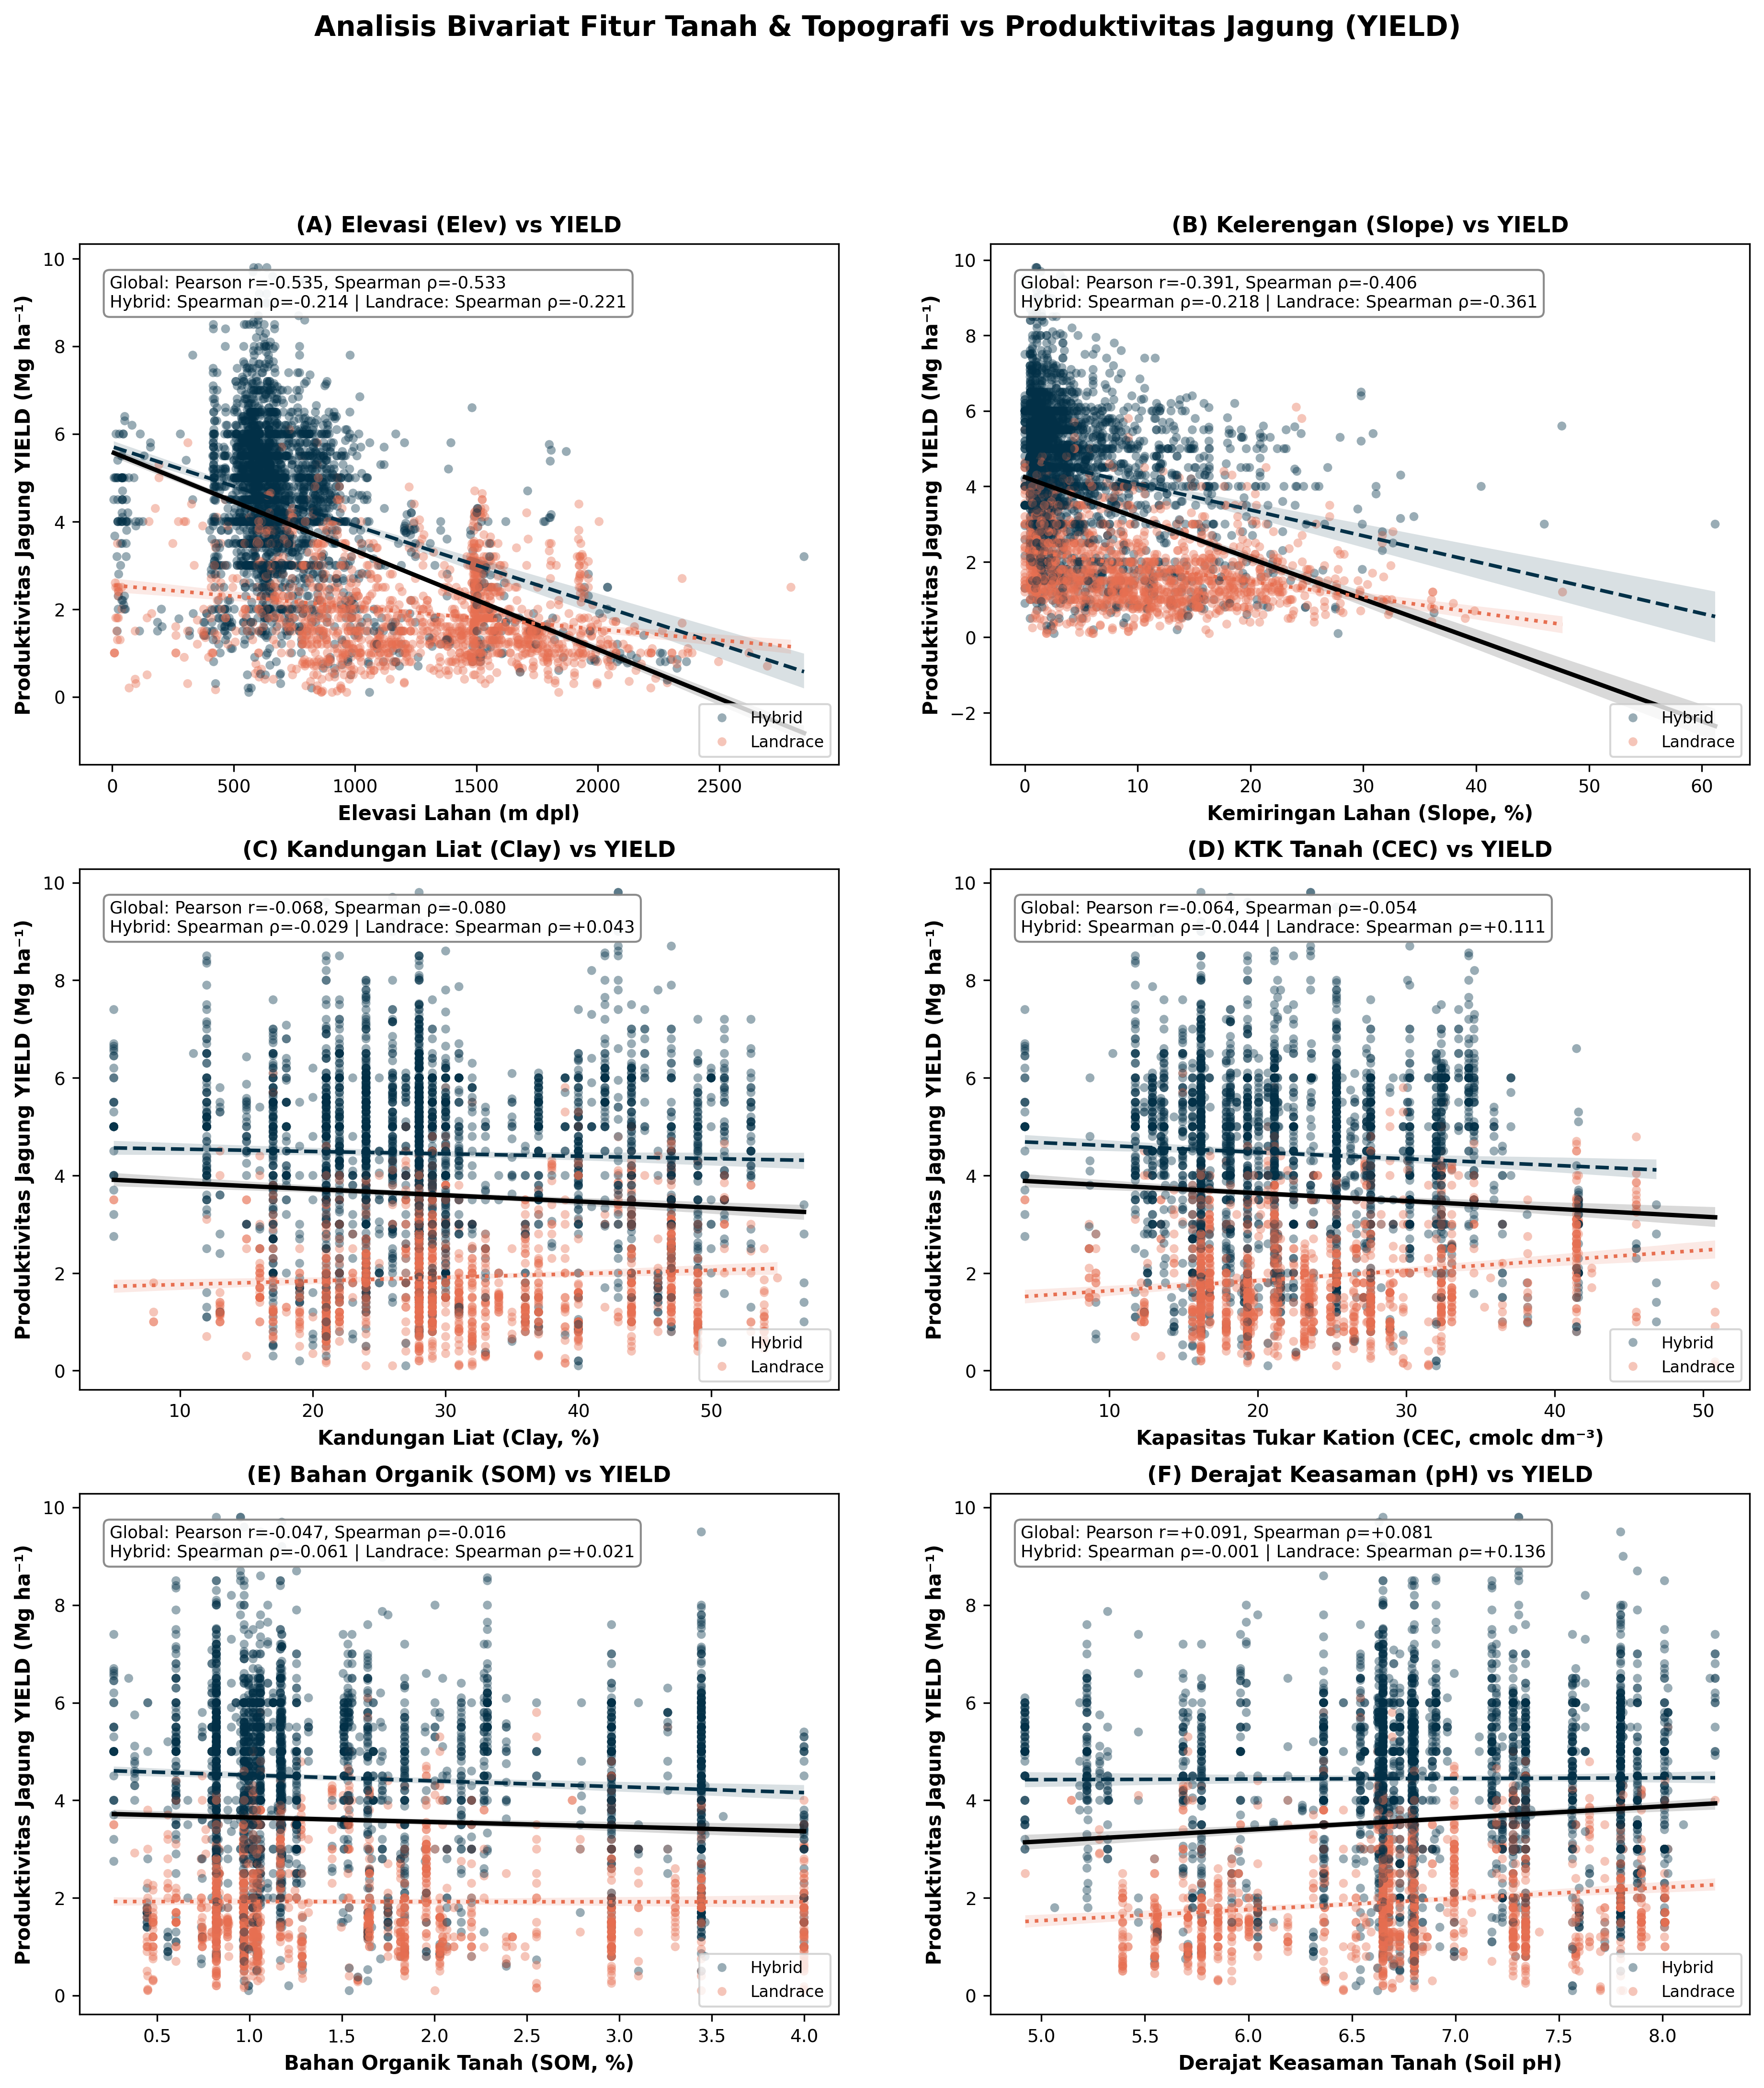 Analisis Bivariat Fitur Tanah & Topografi vs Produktivitas Jagung (YIELD)
(A) Elevasi (Elev) vs YIELD
Global: Pearson r=-0.535, Spearman ρ=-0.533
Hybrid: Spearman ρ=-0.214 | Landrace: Spearman ρ=-0.221
Produktivitas Jagung YIELD (Mg ha⁻¹)
10
8
6
4
2
0
Hybrid
Landrace
0 500 1000 1500 2000 2500
Elevasi Lahan (m dpl)
(B) Kelerengan (Slope) vs YIELD
Global: Pearson r=-0.391, Spearman ρ=-0.406
Hybrid: Spearman ρ=-0.218 | Landrace: Spearman ρ=-0.361
Produktivitas Jagung YIELD (Mg ha⁻¹)
10
8
6
4
2
0
−2
Hybrid
Landrace
0 10 20 30 40 50 60
Kemiringan Lahan (Slope, %)
(C) Kandungan Liat (Clay) vs YIELD
Global: Pearson r=-0.068, Spearman ρ=-0.080
Hybrid: Spearman ρ=-0.029 | Landrace: Spearman ρ=+0.043
Produktivitas Jagung YIELD (Mg ha⁻¹)
10
8
6
4
2
0
Hybrid
Landrace
10 20 30 40 50
Kandungan Liat (Clay, %)
(D) KTK Tanah (CEC) vs YIELD
Global: Pearson r=-0.064, Spearman ρ=-0.054
Hybrid: Spearman ρ=-0.044 | Landrace: Spearman ρ=+0.111
Produktivitas Jagung YIELD (Mg ha⁻¹)
10
8
6
4
2
0
Hybrid
Landrace
10 20 30 40 50
Kapasitas Tukar Kation (CEC, cmolc dm⁻³)
(E) Bahan Organik (SOM) vs YIELD
Global: Pearson r=-0.047, Spearman ρ=-0.016
Hybrid: Spearman ρ=-0.061 | Landrace: Spearman ρ=+0.021
Produktivitas Jagung YIELD (Mg ha⁻¹)
10
8
6
4
2
0
Hybrid
Landrace
0.5 1.0 1.5 2.0 2.5 3.0 3.5 4.0
Bahan Organik Tanah (SOM, %)
(F) Derajat Keasaman (pH) vs YIELD
Global: Pearson r=+0.091, Spearman ρ=+0.081
Hybrid: Spearman ρ=-0.001 | Landrace: Spearman ρ=+0.136
Produktivitas Jagung YIELD (Mg ha⁻¹)
10
8
6
4
2
0
Hybrid
Landrace
5.0 5.5 6.0 6.5 7.0 7.5 8.0
Derajat Keasaman Tanah (Soil pH)